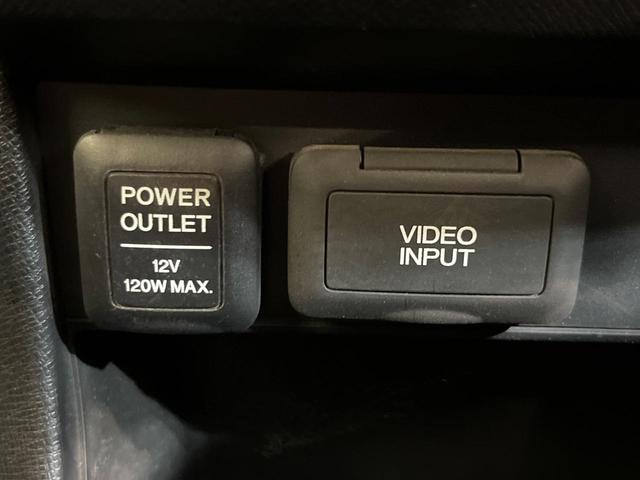 POWER
OUTLET
12V
120W MAX.
VIDEO
INPUT